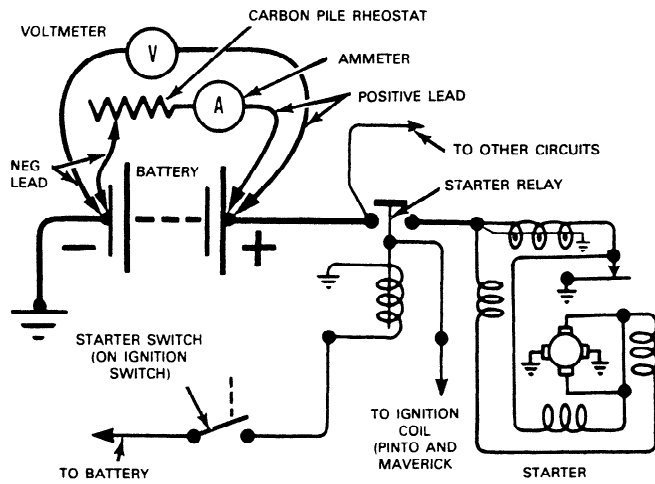 CARBON PILE RHEOSTAT
VOLTMETER
V
AMMETER
A
POSITIVE LEAD
TO OTHER CIRCUITS
NEG
LEAD
BATTERY
STARTER RELAY
−
+
STARTER SWITCH
(ON IGNITION
SWITCH)
TO IGNITION
COIL
(PINTO AND
MAVERICK
TO BATTERY
STARTER